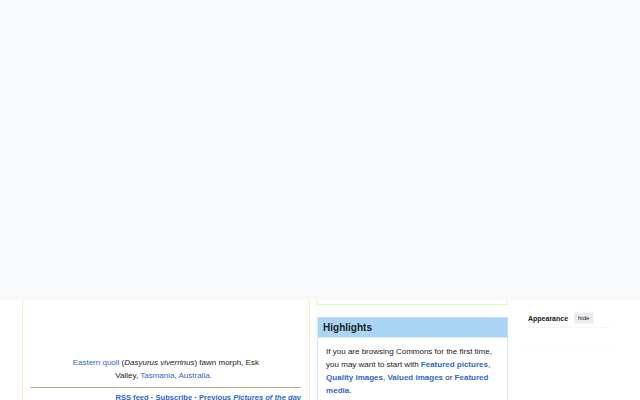 Eastern quoll (Dasyurus viverrinus) fawn morph, Esk
Valley, Tasmania, Australia.
RSS feed · Subscribe · Previous Pictures of the day
Highlights
If you are browsing Commons for the first time,
you may want to start with Featured pictures,
Quality images, Valued images or Featured
media.
Appearance hide